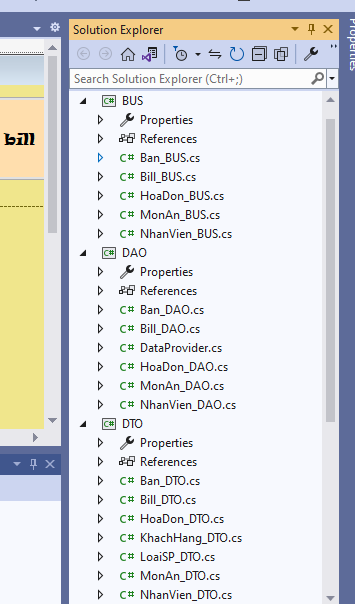 Solution Explorer
Search Solution Explorer (Ctrl+;)
BUS
Properties
References
Ban_BUS.cs
Bill_BUS.cs
HoaDon_BUS.cs
MonAn_BUS.cs
NhanVien_BUS.cs
DAO
Properties
References
Ban_DAO.cs
Bill_DAO.cs
DataProvider.cs
HoaDon_DAO.cs
MonAn_DAO.cs
NhanVien_DAO.cs
DTO
Properties
References
Ban_DTO.cs
Bill_DTO.cs
HoaDon_DTO.cs
KhachHang_DTO.cs
LoaiSP_DTO.cs
MonAn_DTO.cs
NhanVien_DTO.cs
bill
Properties